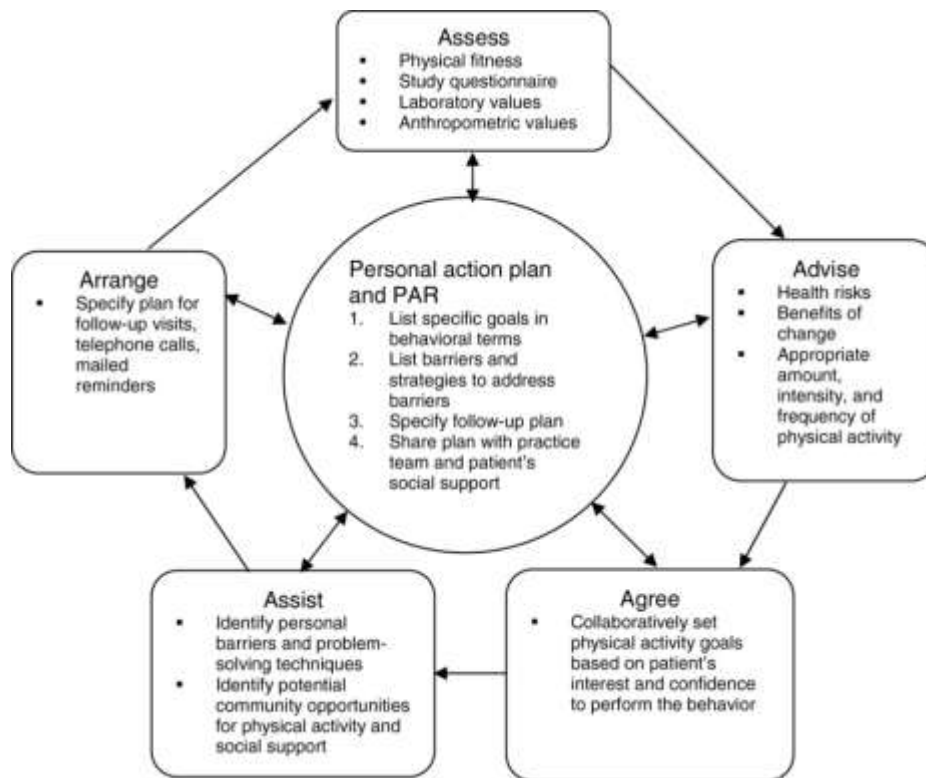 Assess
▪ Physical fitness
▪ Study questionnaire
▪ Laboratory values
▪ Anthropometric values
Arrange
▪ Specify plan for
follow-up visits,
telephone calls,
mailed
reminders
Personal action plan
and PAR
1. List specific goals in
behavioral terms
2. List barriers and
strategies to address
barriers
3. Specify follow-up plan
4. Share plan with practice
team and patient's
social support
Advise
▪ Health risks
▪ Benefits of
change
▪ Appropriate
amount,
intensity, and
frequency of
physical activity
Assist
▪ Identify personal
barriers and problem-
solving techniques
▪ Identify potential
community opportunities
for physical activity and
social support
Agree
▪ Collaboratively set
physical activity goals
based on patient's
interest and confidence
to perform the behavior